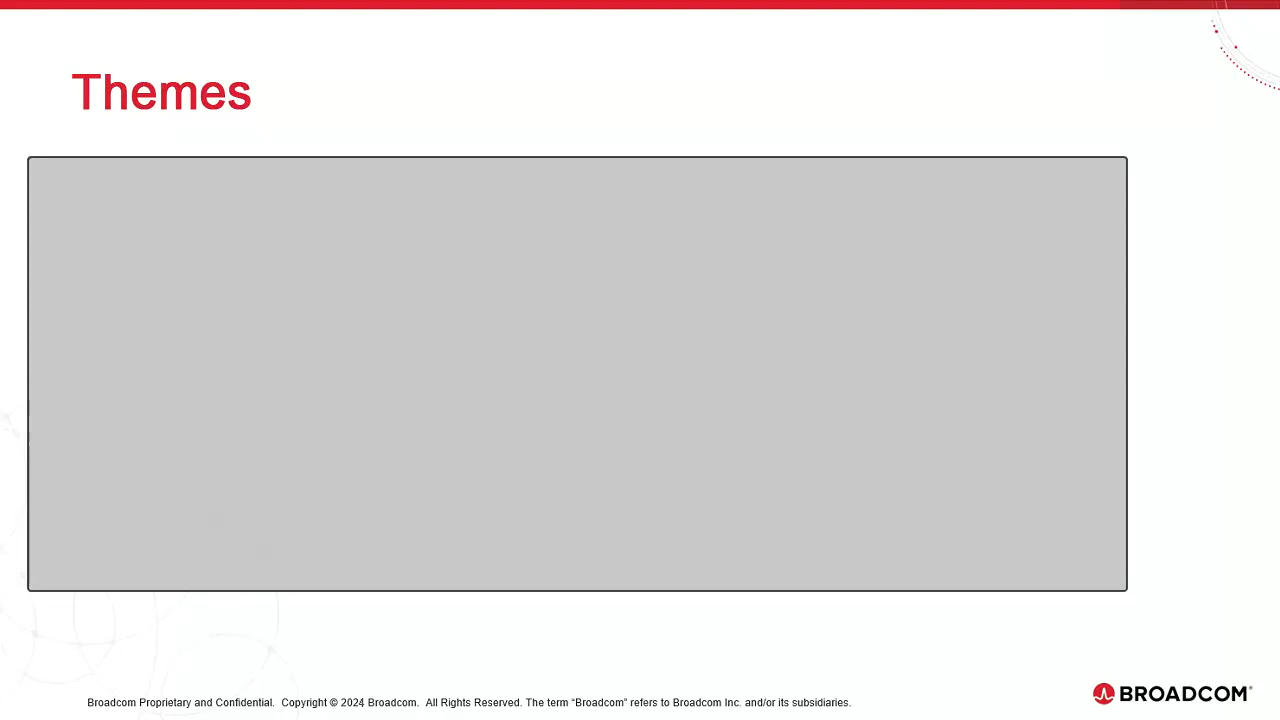 Themes
Broadcom Proprietary and Confidential.  Copyright © 2024 Broadcom.  All Rights Reserved. The term “Broadcom” refers to Broadcom Inc. and/or its subsidiaries.
BROADCOM®